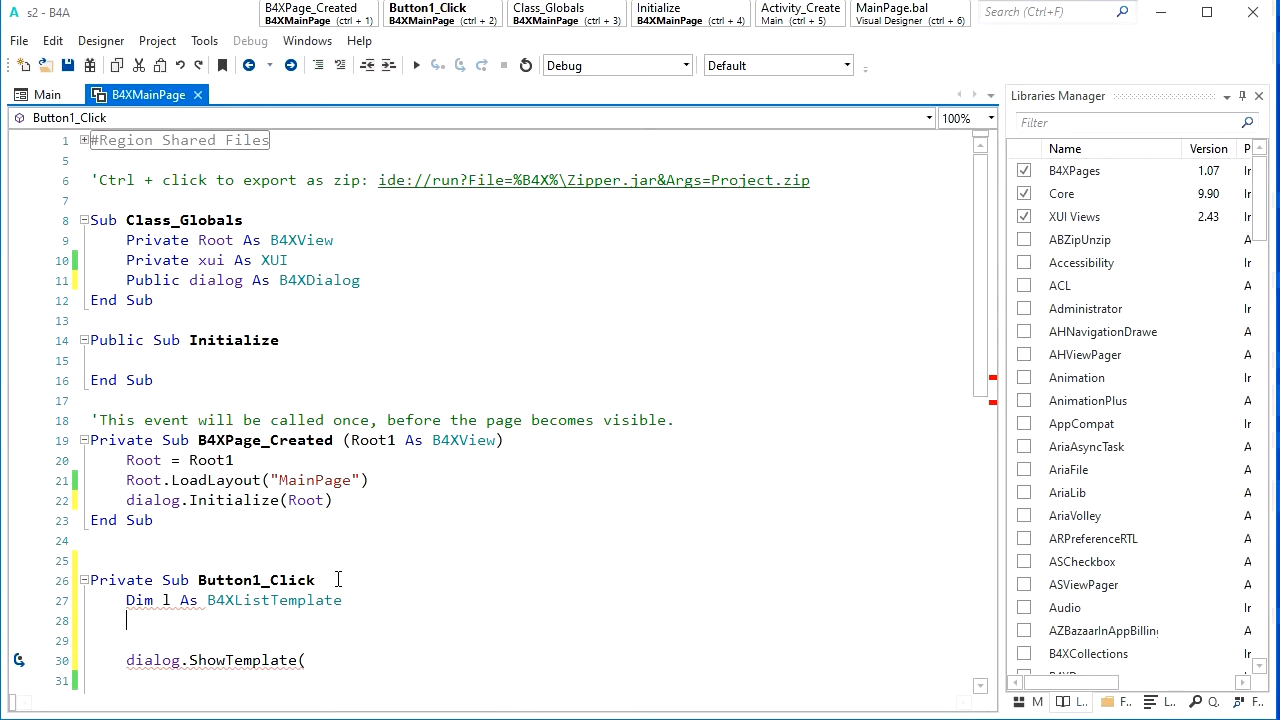 s2 - B4A
B4XPage_Created
B4XMainPage (ctrl + 1)
Button1_Click
B4XMainPage (ctrl + 2)
Class_Globals
B4XMainPage (ctrl + 3)
Initialize
B4XMainPage (ctrl + 4)
Activity_Create
Main (ctrl + 5)
MainPage.bal
Visual Designer (ctrl + 6)
Search (Ctrl+F)
File Edit Designer Project Tools Debug Windows Help
Debug Default
Main B4XMainPage
Button1_Click 100%
1 #Region Shared Files
5
6 'Ctrl + click to export as zip: ide://run?File=%B4X%\Zipper.jar&Args=Project.zip
7
8 Sub Class_Globals
9 Private Root As B4XView
10 Private xui As XUI
11 Public dialog As B4XDialog
12 End Sub
13
14 Public Sub Initialize
15
16 End Sub
17
18 'This event will be called once, before the page becomes visible.
19 Private Sub B4XPage_Created (Root1 As B4XView)
20 Root = Root1
21 Root.LoadLayout("MainPage")
22 dialog.Initialize(Root)
23 End Sub
24
25
26 Private Sub Button1_Click
27 Dim l As B4XListTemplate
28
29
30 dialog.ShowTemplate(
31
Libraries Manager
Filter
Name Version P
B4XPages 1.07 Ir
Core 9.90 Ir
XUI Views 2.43 Ir
ABZipUnzip A
Accessibility Ir
ACL A
Administrator A
AHNavigationDrawe A
AHViewPager A
Animation Ir
AnimationPlus A
AppCompat A
AriaAsyncTask A
AriaFile A
AriaLib A
AriaVolley A
ARPreferenceRTL A
ASCheckbox A
ASViewPager A
Audio Ir
AZBazaarInAppBillin A
B4XCollections Ir
M L.. F.. L.. Q. F..